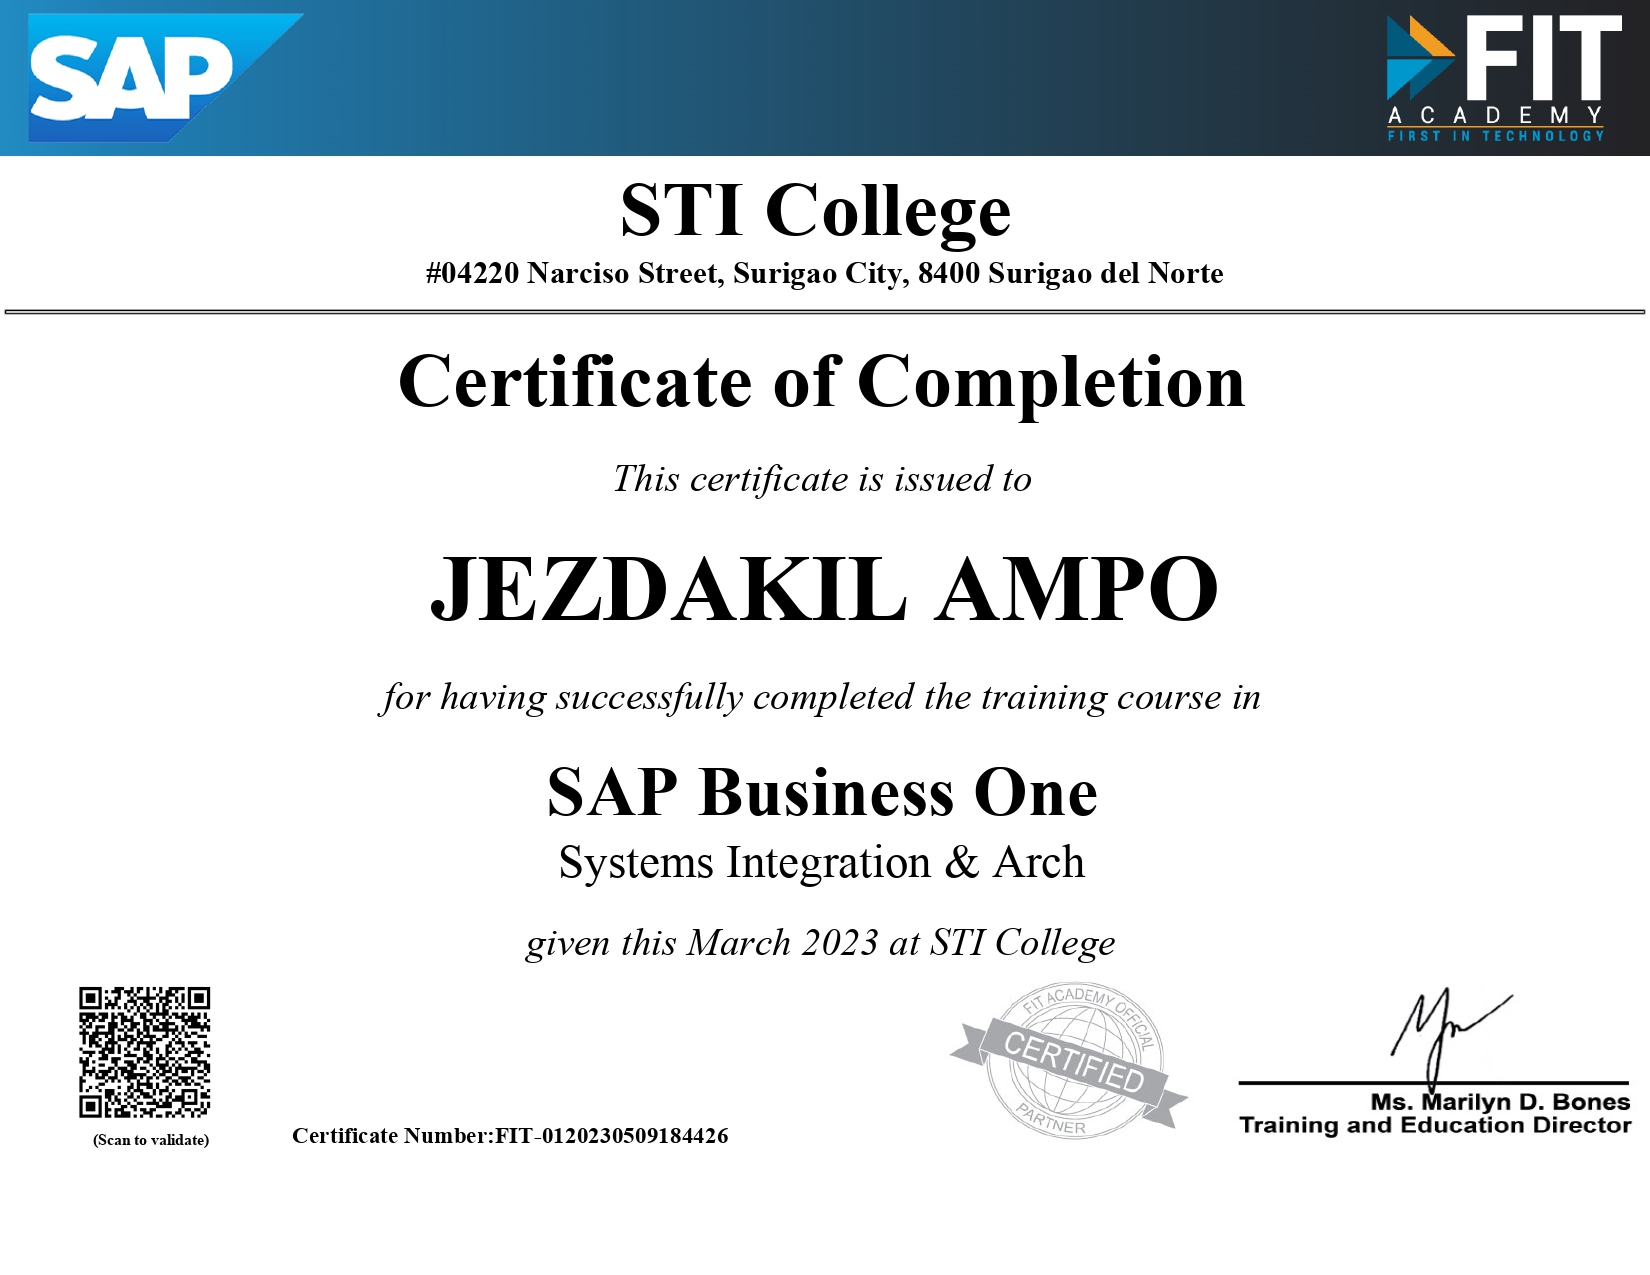 SAP
FIT
ACADEMY
FIRST IN TECHNOLOGY
STI College
#04220 Narciso Street, Surigao City, 8400 Surigao del Norte
Certificate of Completion
This certificate is issued to
JEZDAKIL AMPO
for having successfully completed the training course in
SAP Business One
Systems Integration & Arch
given this March 2023 at STI College
FIT ACADEMY OFFICIAL
CERTIFIED
PARTNER
Ms. Marilyn D. Bones
Training and Education Director
(Scan to validate)
Certificate Number:FIT-0120230509184426